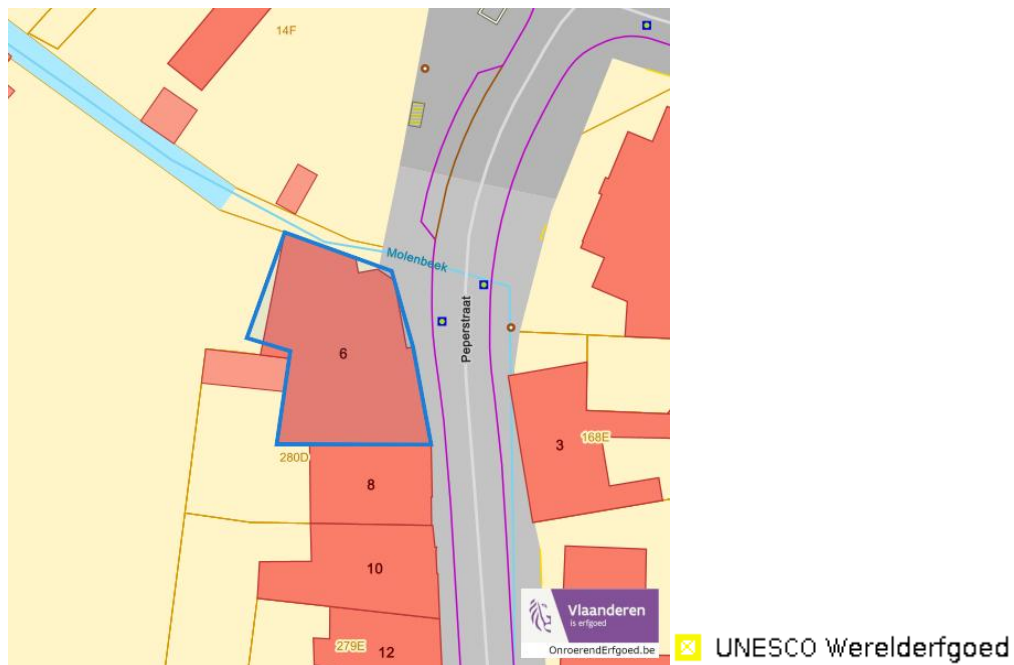 14F
Molenbeek
Peperstraat
6
3
168E
280D
8
10
279E
12
Vlaanderen
is erfgoed
OnroerendErfgoed.be
UNESCO Werelderfgoed